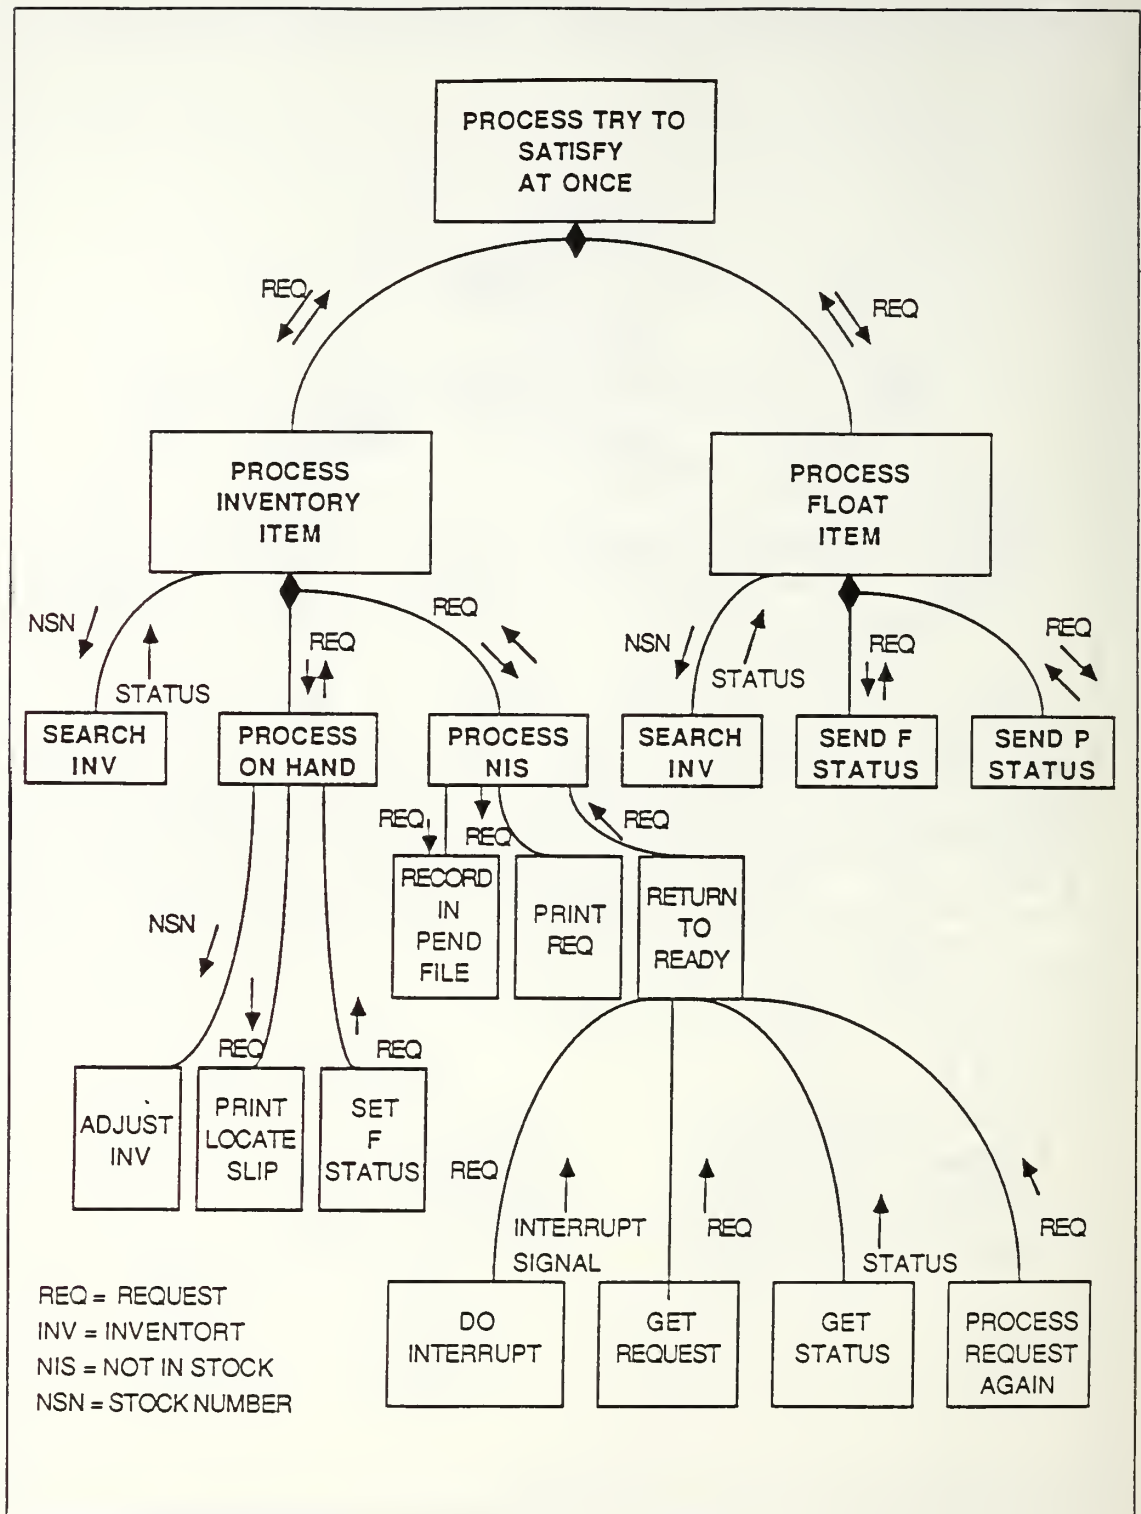 PROCESS TRY TO
SATISFY
AT ONCE
REQ
REQ
PROCESS
INVENTORY
ITEM
PROCESS
FLOAT
ITEM
NSN
STATUS
REQ
REQ
NSN
STATUS
REQ
REQ
SEARCH
INV
PROCESS
ON HAND
PROCESS
NIS
SEARCH
INV
SEND F
STATUS
SEND P
STATUS
REQ
REQ
REQ
RECORD
IN
PEND
FILE
PRINT
REQ
RETURN
TO
READY
NSN
REQ
REQ
ADJUST
INV
PRINT
LOCATE
SLIP
SET
F
STATUS
REQ
INTERRUPT
SIGNAL
REQ
STATUS
REQ
DO
INTERRUPT
GET
REQUEST
GET
STATUS
PROCESS
REQUEST
AGAIN
REQ = REQUEST
INV = INVENTORT
NIS = NOT IN STOCK
NSN = STOCK NUMBER